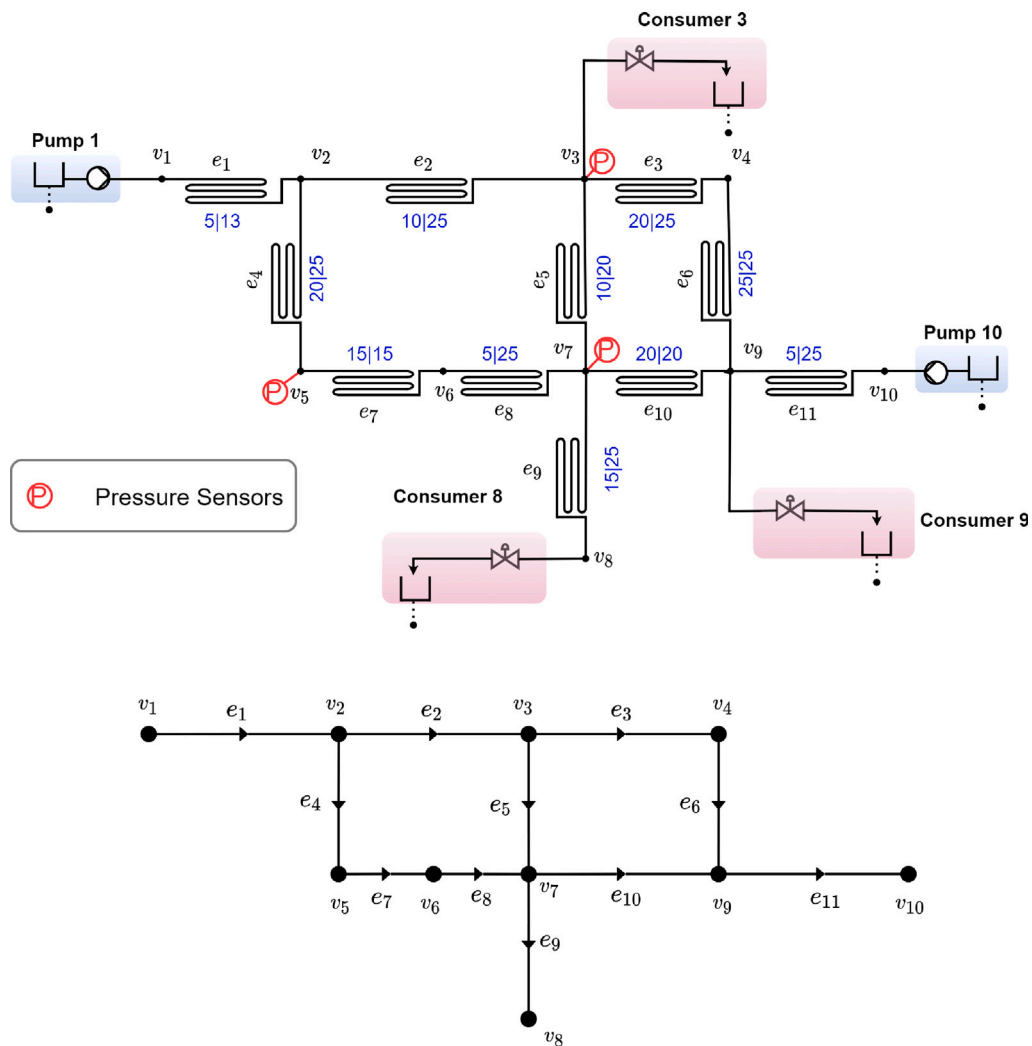 Consumer 3
Pump 1
v1 e1 v2 e2 v3 P e3 v4
5|13 10|25 20|25
e4 20|25 e5 10|20 e6 25|25
Pump 10
15|15 5|25 v7 P 20|20 v9 5|25
P v5 e7 v6 e8 e10 e11 v10
e9 15|25
P Pressure Sensors
Consumer 8
Consumer 9
v8
v1 e1 v2 e2 v3 e3 v4
e4 e5 e6
v5 e7 v6 e8 v7 e10 v9 e11 v10
e9
v8